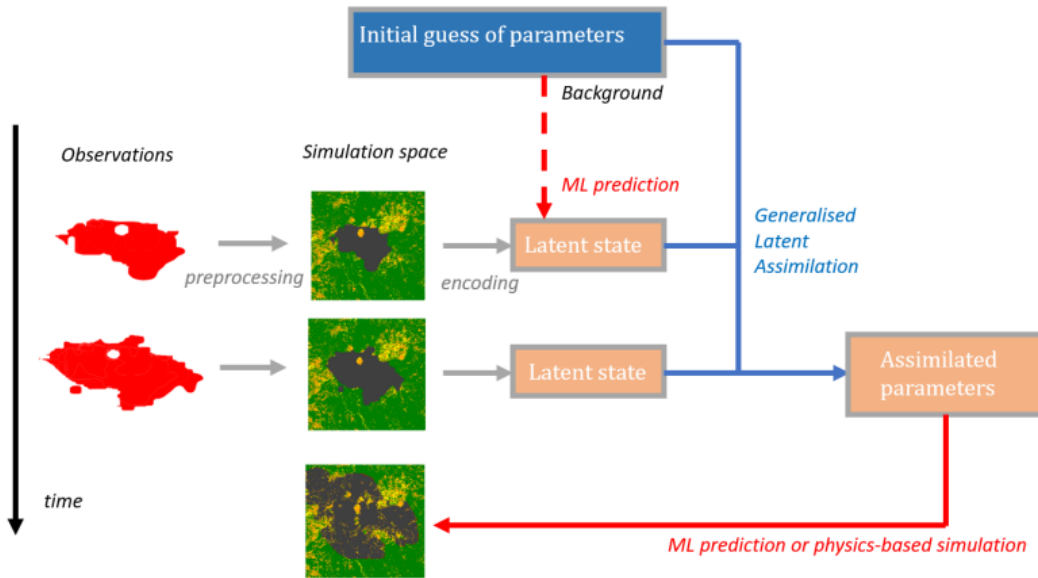 Initial guess of parameters
Background
Observations
Simulation space
ML prediction
Latent state
Generalised
Latent
Assimilation
preprocessing
encoding
Latent state
Assimilated
parameters
time
ML prediction or physics-based simulation